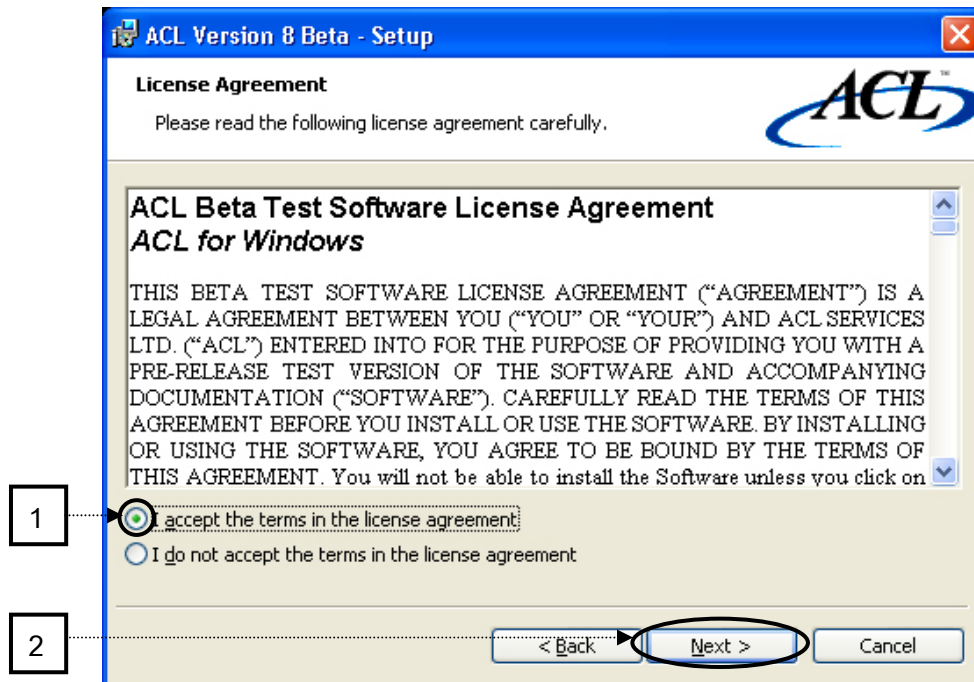 ACL Version 8 Beta - Setup
License Agreement
Please read the following license agreement carefully.
ACL™
ACL Beta Test Software License Agreement
ACL for Windows
THIS BETA TEST SOFTWARE LICENSE AGREEMENT (“AGREEMENT”) IS A
LEGAL AGREEMENT BETWEEN YOU (“YOU” OR “YOUR”) AND ACL SERVICES
LTD. (“ACL”) ENTERED INTO FOR THE PURPOSE OF PROVIDING YOU WITH A
PRE-RELEASE TEST VERSION OF THE SOFTWARE AND ACCOMPANYING
DOCUMENTATION (“SOFTWARE”). CAREFULLY READ THE TERMS OF THIS
AGREEMENT BEFORE YOU INSTALL OR USE THE SOFTWARE. BY INSTALLING
OR USING THE SOFTWARE, YOU AGREE TO BE BOUND BY THE TERMS OF
THIS AGREEMENT. You will not be able to install the Software unless you click on
1
I accept the terms in the license agreement
I do not accept the terms in the license agreement
2
< Back Next > Cancel